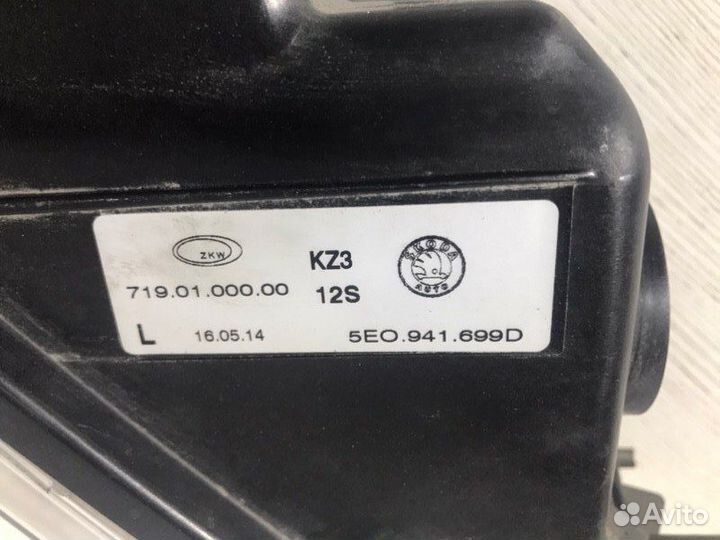 ZKW
KZ3
SKODA
AUTO
719.01.000.00
12S
L
16.05.14
5EO.941.699D
Avito